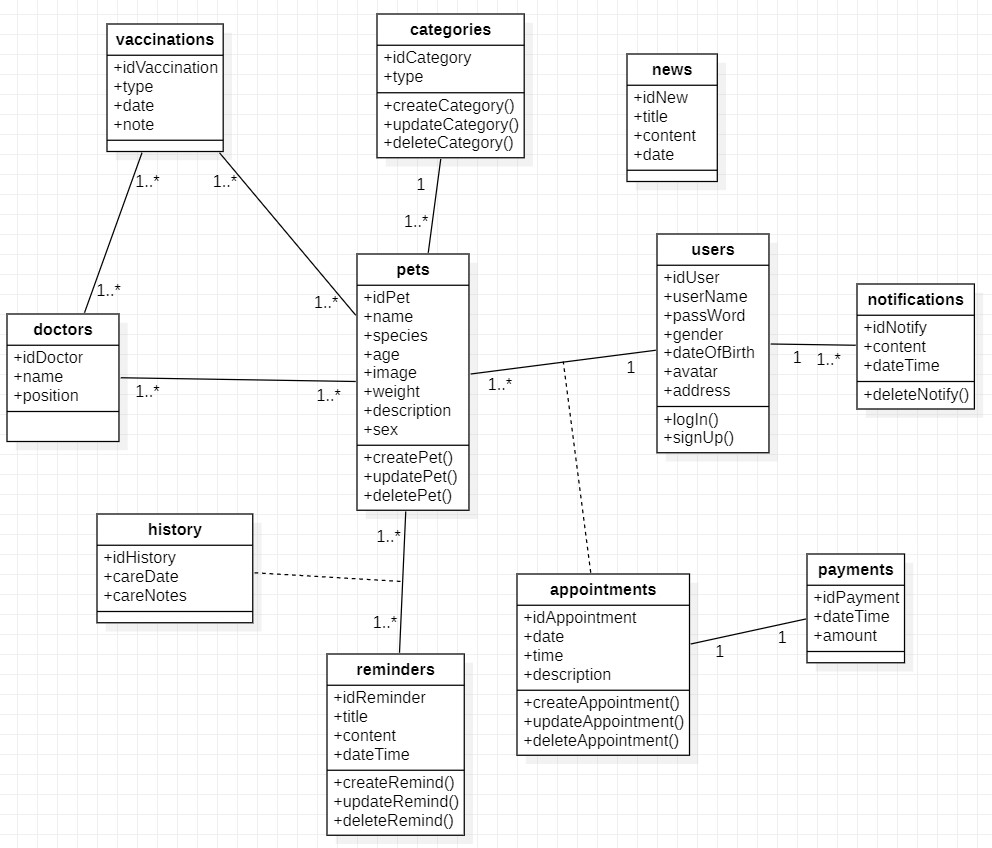 vaccinations
+idVaccination
+type
+date
+note
categories
+idCategory
+type
+createCategory()
+updateCategory()
+deleteCategory()
news
+idNew
+title
+content
+date
1..*
1..*
1
1..*
1..*
1..*
doctors
+idDoctor
+name
+position
pets
+idPet
+name
+species
+age
+image
+weight
+description
+sex
+createPet()
+updatePet()
+deletePet()
users
+idUser
+userName
+passWord
+gender
+dateOfBirth
+avatar
+address
+logIn()
+signUp()
notifications
+idNotify
+content
+dateTime
+deleteNotify()
1..*
1..*
1..*
1
1
1..*
history
+idHistory
+careDate
+careNotes
1..*
1..*
reminders
+idReminder
+title
+content
+dateTime
+createRemind()
+updateRemind()
+deleteRemind()
appointments
+idAppointment
+date
+time
+description
+createAppointment()
+updateAppointment()
+deleteAppointment()
1
1
payments
+idPayment
+dateTime
+amount